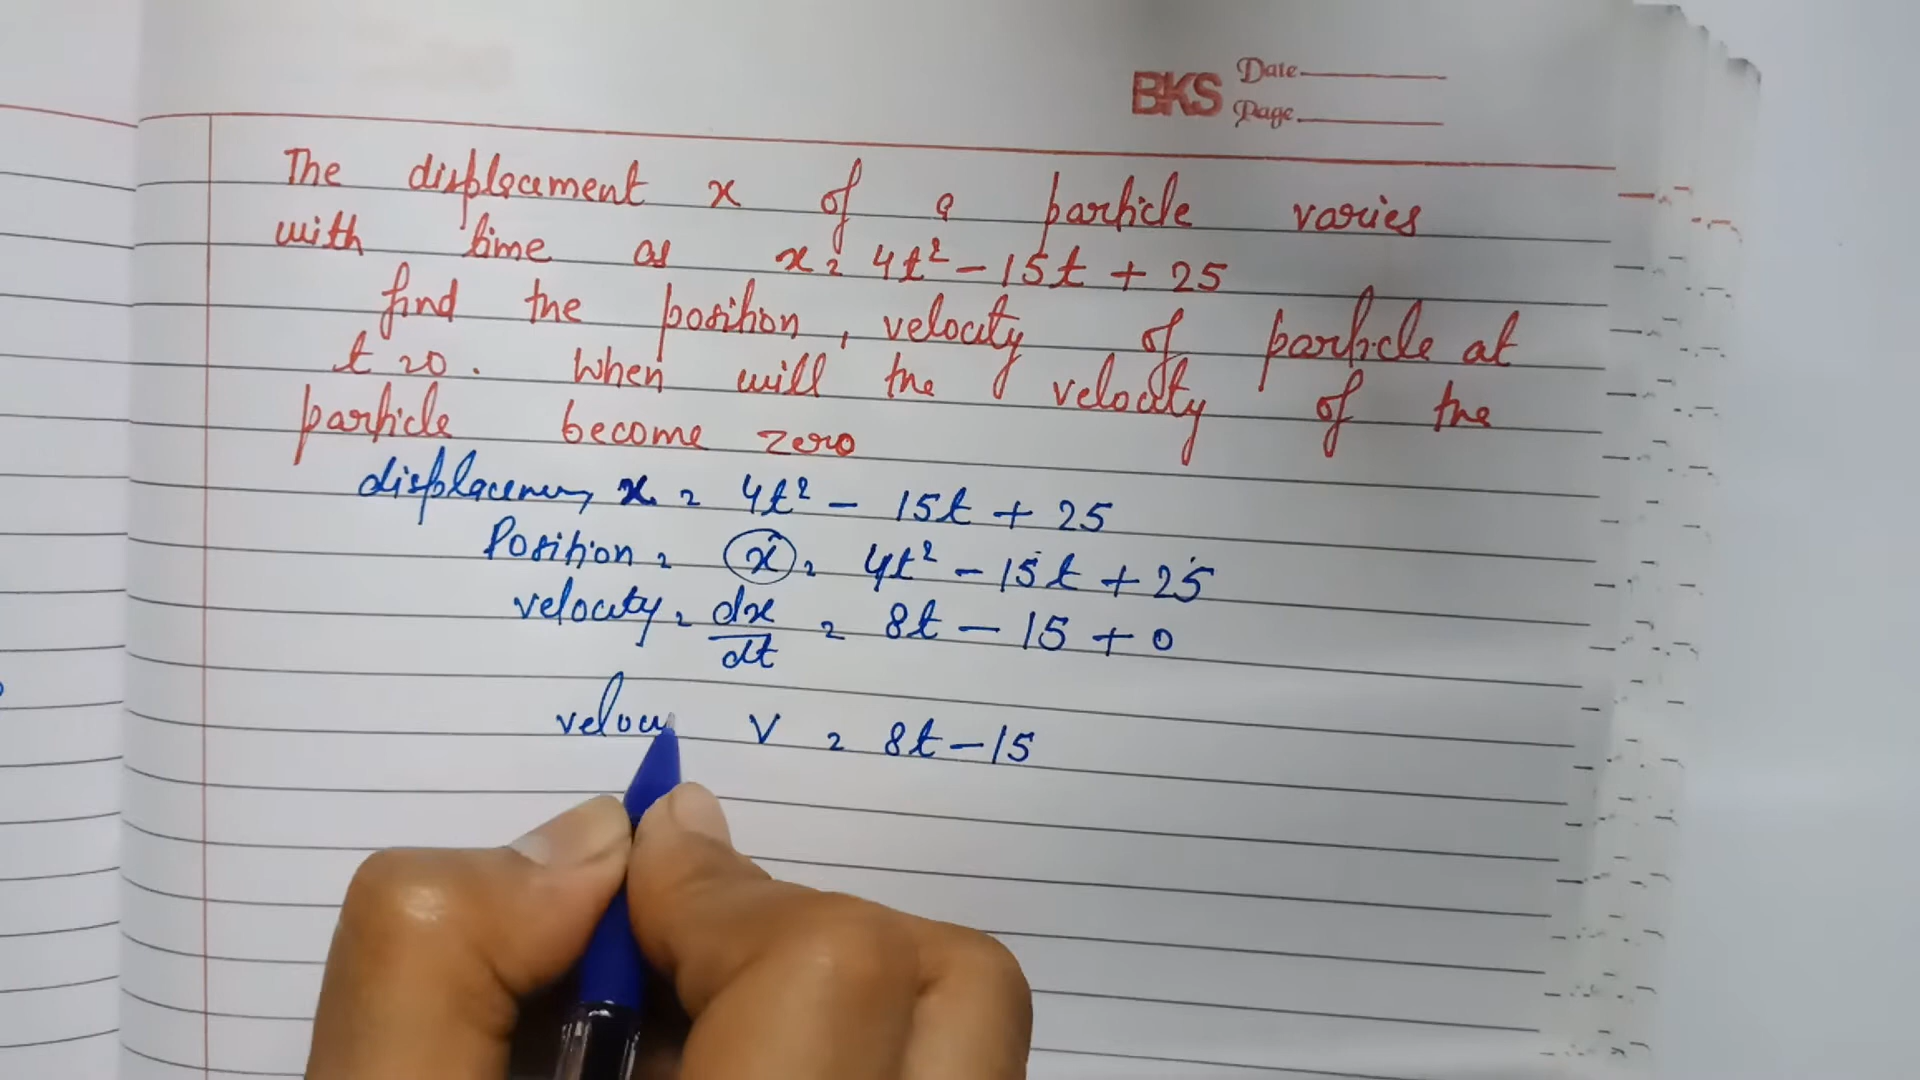 BKS Date
Page
The displacement x of a particle varies
with time as x = 4t² - 15t + 25
find the position, velocity of particle at
t = 0. When will the velocity of the
particle become zero
displacemen x = 4t² - 15t + 25
Position = x = 4t² - 15t + 25
velocity = dx/dt = 8t - 15 + 0
veloci v = 8t - 15